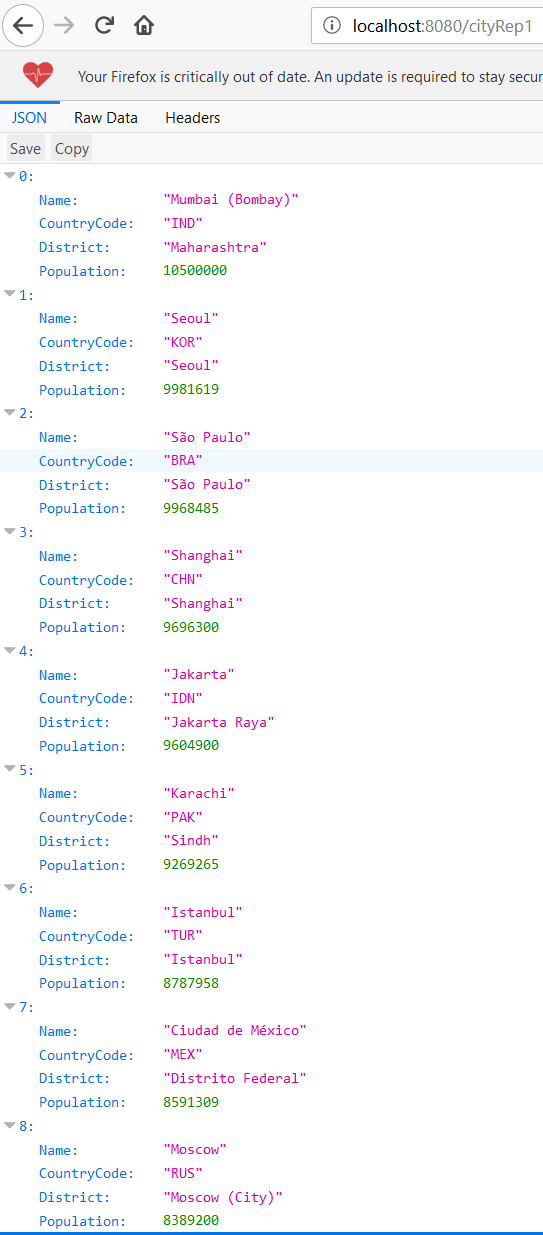 localhost:8080/cityRep1
Your Firefox is critically out of date. An update is required to stay secur
JSON Raw Data Headers
Save Copy
0:
Name: "Mumbai (Bombay)"
CountryCode: "IND"
District: "Maharashtra"
Population: 10500000
1:
Name: "Seoul"
CountryCode: "KOR"
District: "Seoul"
Population: 9981619
2:
Name: "São Paulo"
CountryCode: "BRA"
District: "São Paulo"
Population: 9968485
3:
Name: "Shanghai"
CountryCode: "CHN"
District: "Shanghai"
Population: 9696300
4:
Name: "Jakarta"
CountryCode: "IDN"
District: "Jakarta Raya"
Population: 9604900
5:
Name: "Karachi"
CountryCode: "PAK"
District: "Sindh"
Population: 9269265
6:
Name: "Istanbul"
CountryCode: "TUR"
District: "Istanbul"
Population: 8787958
7:
Name: "Ciudad de México"
CountryCode: "MEX"
District: "Distrito Federal"
Population: 8591309
8:
Name: "Moscow"
CountryCode: "RUS"
District: "Moscow (City)"
Population: 8389200